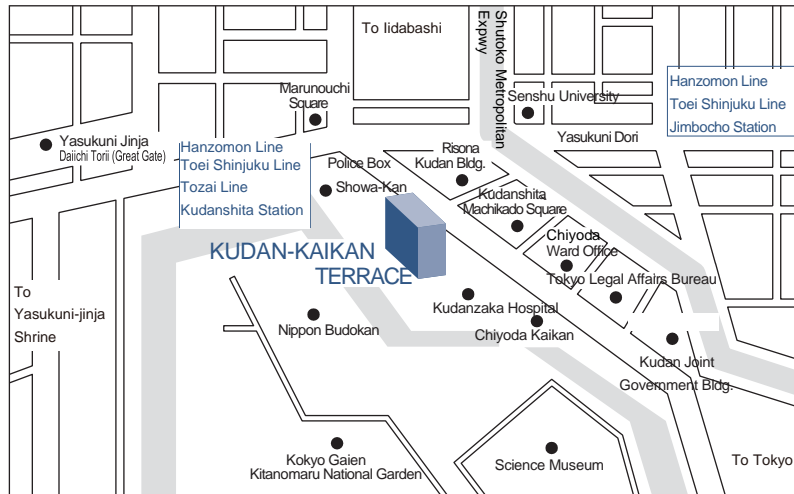 To Iidabashi
Shutoko Metropolitan
Expwy
Marunouchi
Square
Senshu University
Hanzomon Line
Toei Shinjuku Line
Jimbocho Station
Yasukuni Dori
Yasukuni Jinja
Daiichi Torii (Great Gate)
Hanzomon Line
Toei Shinjuku Line
Tozai Line
Kudanshita Station
Police Box
Showa-Kan
Risona
Kudan Bldg.
Kudanshita
Machikado Square
Chiyoda
Ward Office
KUDAN-KAIKAN
TERRACE
Tokyo Legal Affairs Bureau
To
Yasukuni-jinja
Shrine
Nippon Budokan
Kudanzaka Hospital
Chiyoda Kaikan
Kudan Joint
Government Bldg.
Kokyo Gaien
Kitanomaru National Garden
Science Museum
To Tokyo